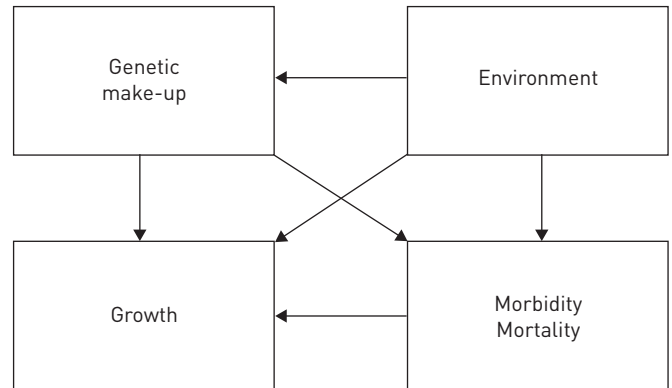 Genetic
make-up
Environment
Growth
Morbidity
Mortality